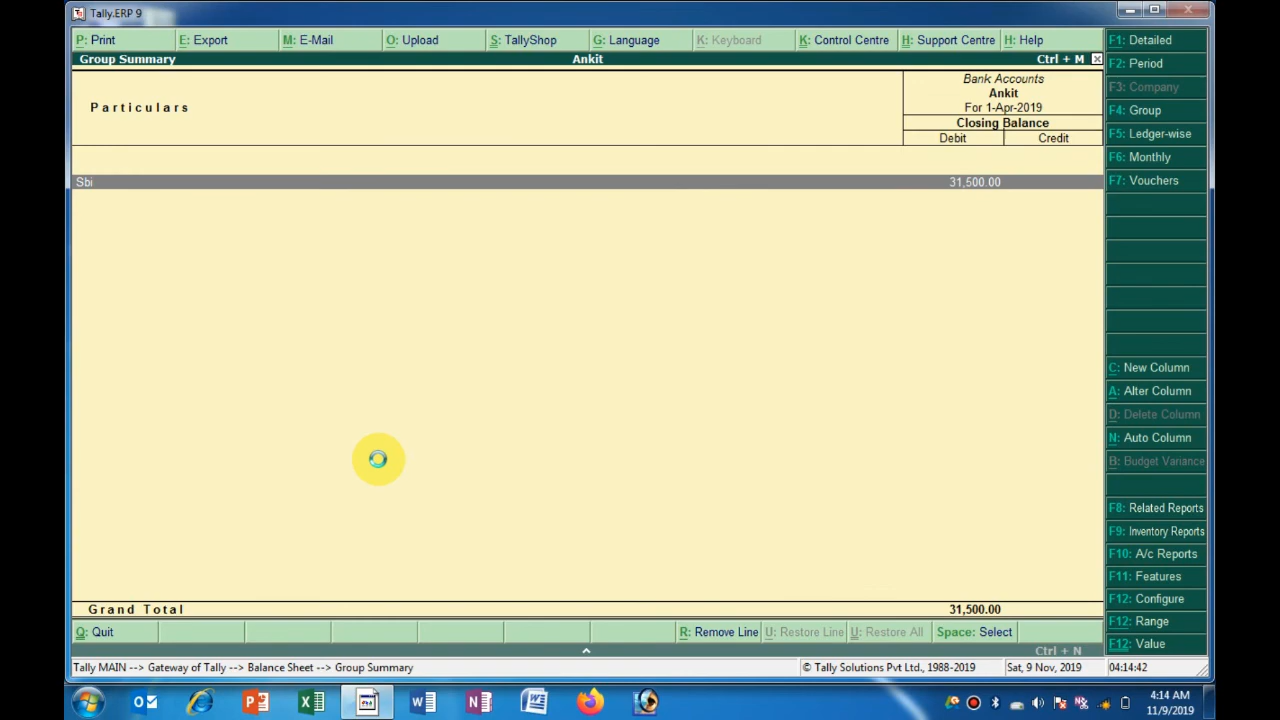 Tally.ERP 9
P: Print E: Export M: E-Mail O: Upload S: TallyShop G: Language K: Keyboard K: Control Centre H: Support Centre H: Help
Group Summary Ankit Ctrl + M
Particulars
Bank Accounts
Ankit
For 1-Apr-2019
Closing Balance
Debit Credit
Sbi 31,500.00
Grand Total 31,500.00
Q: Quit R: Remove Line U: Restore Line U: Restore All Space: Select
Ctrl + N
Tally MAIN --> Gateway of Tally --> Balance Sheet --> Group Summary © Tally Solutions Pvt Ltd., 1988-2019 Sat, 9 Nov, 2019 04:14:42
F1: Detailed
F2: Period
F3: Company
F4: Group
F5: Ledger-wise
F6: Monthly
F7: Vouchers
C: New Column
A: Alter Column
D: Delete Column
N: Auto Column
B: Budget Variance
F8: Related Reports
F9: Inventory Reports
F10: A/c Reports
F11: Features
F12: Configure
F12: Range
F12: Value
4:14 AM
11/9/2019